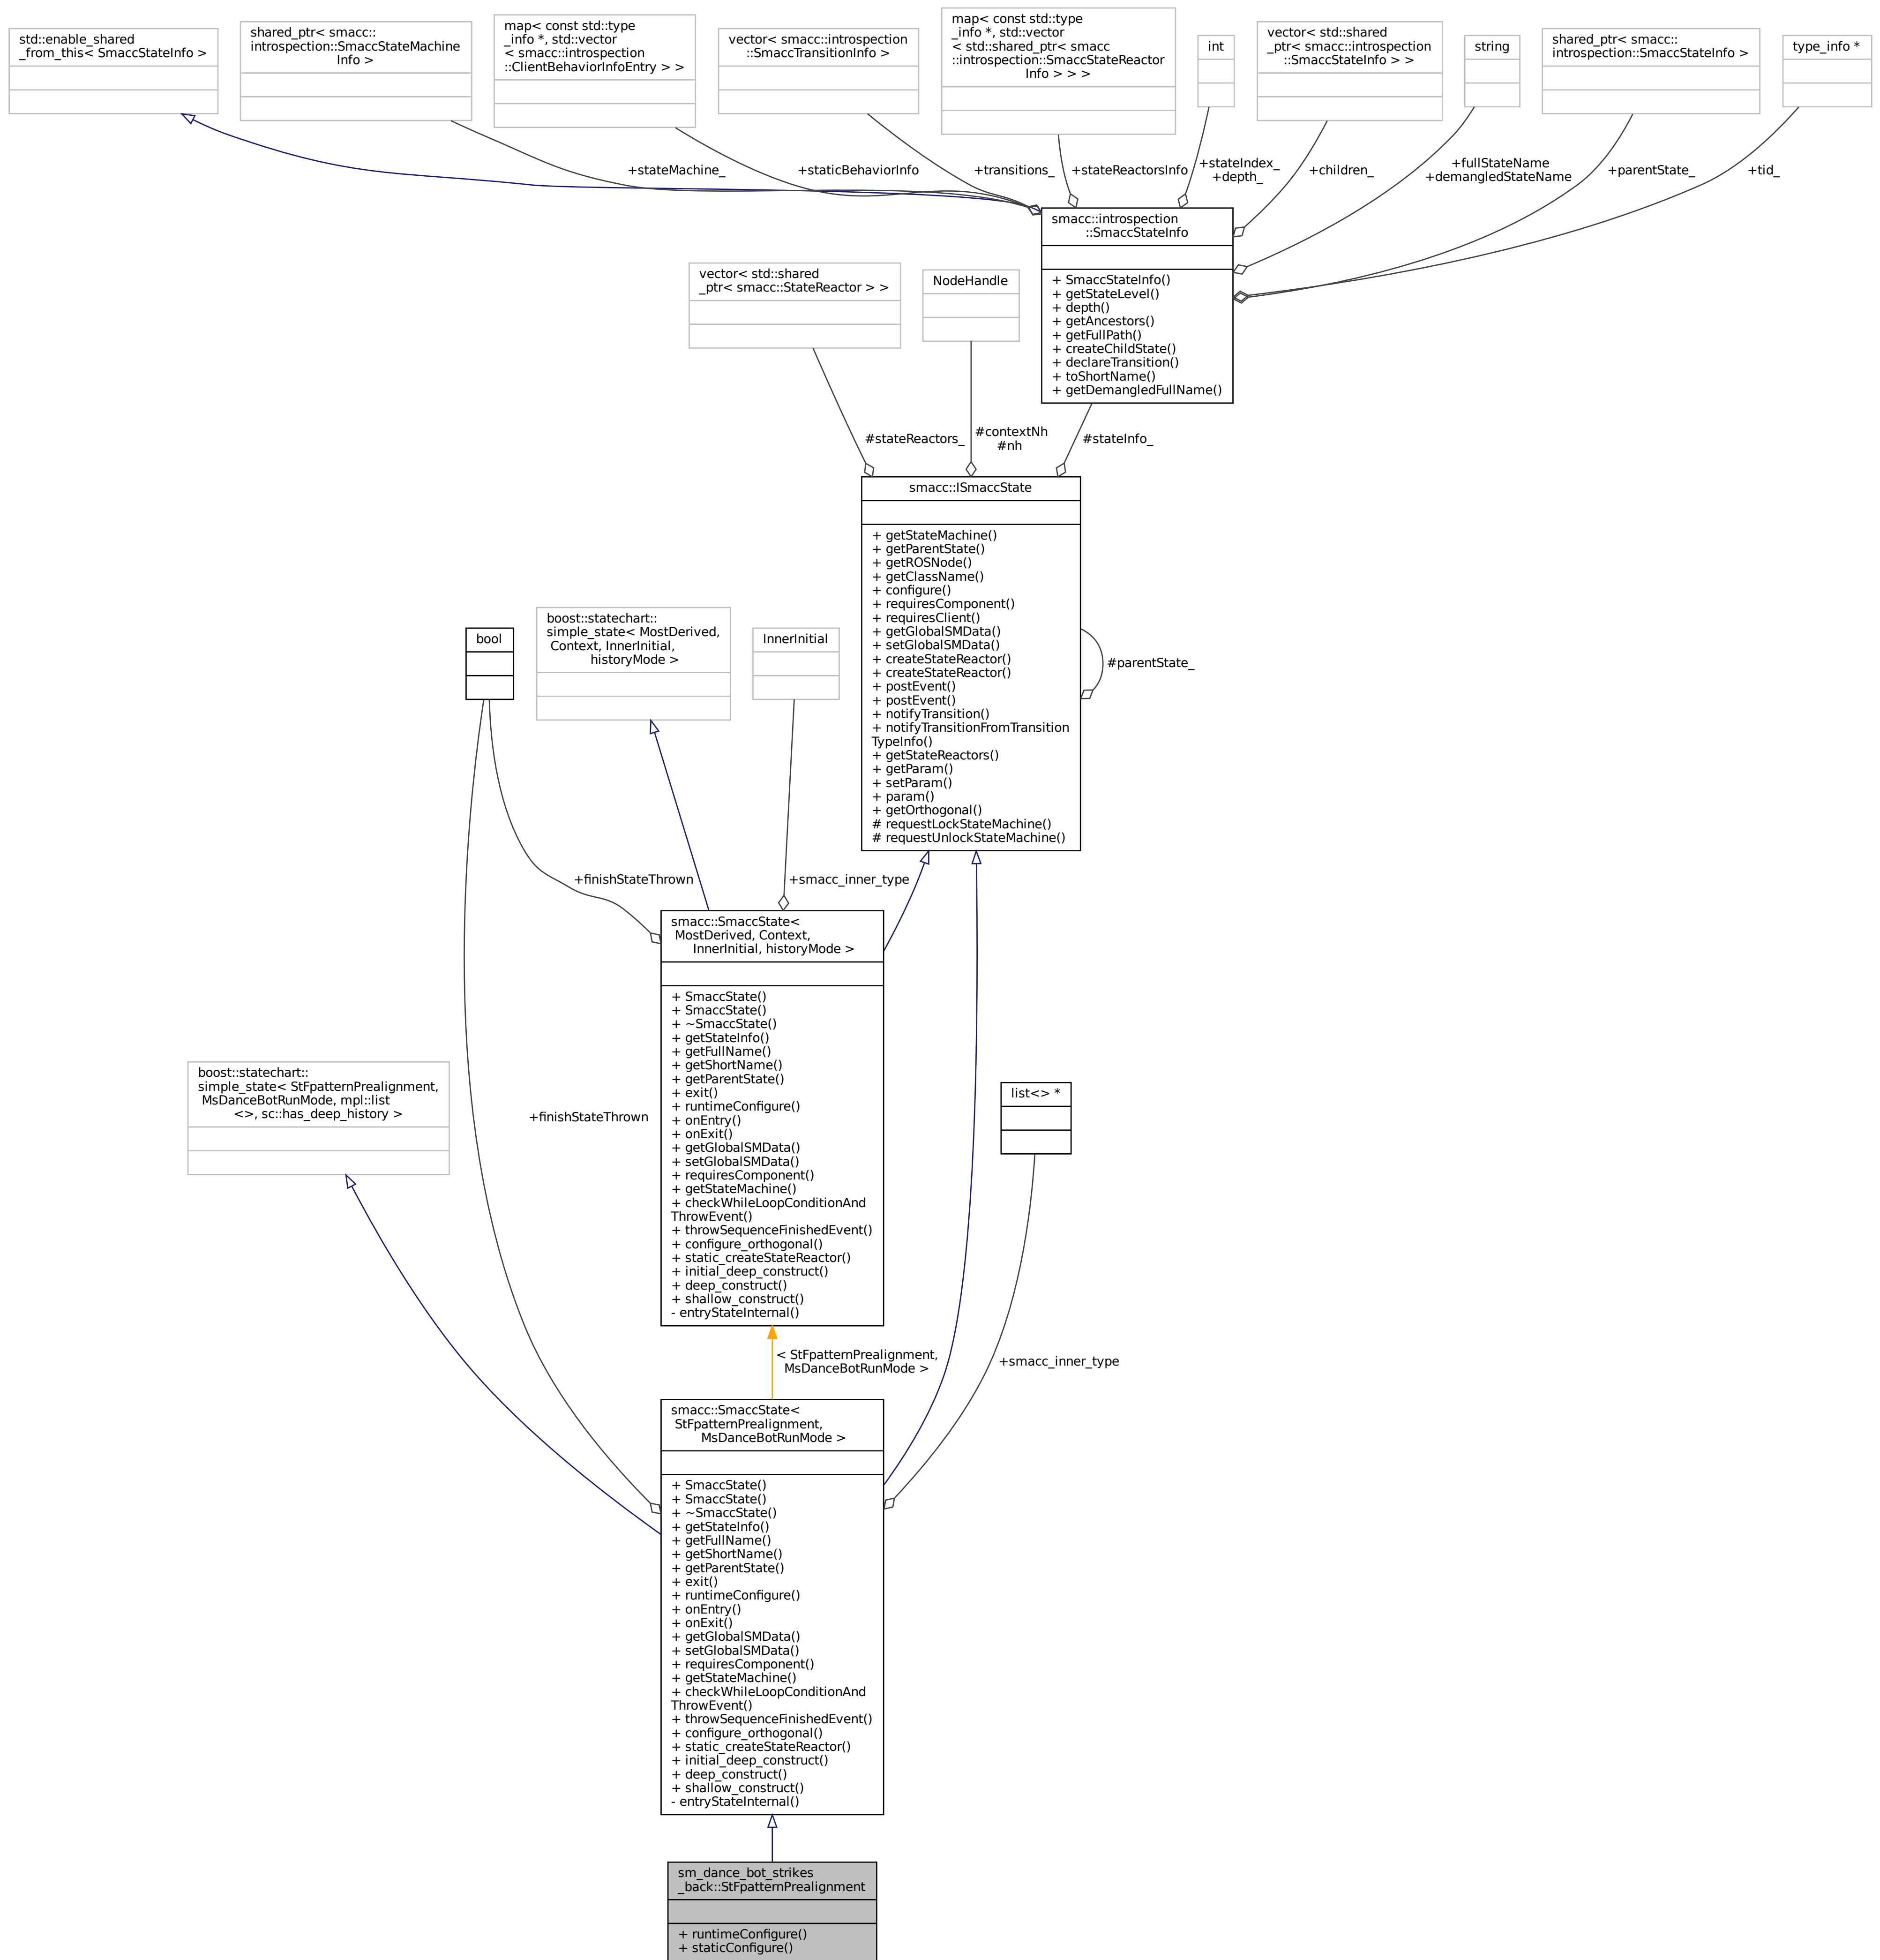 std::enable_shared
_from_this< SmaccStateInfo >
shared_ptr< smacc::
introspection::SmaccStateMachine
Info >
map< const std::type
_info *, std::vector
< smacc::introspection
::ClientBehaviorInfoEntry > >
vector< smacc::introspection
::SmaccTransitionInfo >
map< const std::type
_info *, std::vector
< std::shared_ptr< smacc
::introspection::SmaccStateReactor
Info > > >
int
vector< std::shared
_ptr< smacc::introspection
::SmaccStateInfo > >
string
shared_ptr< smacc::
introspection::SmaccStateInfo >
type_info *
+stateMachine_
+staticBehaviorInfo
+transitions_
+stateReactorsInfo
+stateIndex_
+depth_
+children_
+fullStateName
+demangledStateName
+parentState_
+tid_
smacc::introspection
::SmaccStateInfo
+ SmaccStateInfo()
+ getStateLevel()
+ depth()
+ getAncestors()
+ getFullPath()
+ createChildState()
+ declareTransition()
+ toShortName()
+ getDemangledFullName()
vector< std::shared
_ptr< smacc::StateReactor > >
NodeHandle
#stateReactors_
#contextNh
#nh
#stateInfo_
smacc::ISmaccState
+ getStateMachine()
+ getParentState()
+ getROSNode()
+ getClassName()
+ configure()
+ requiresComponent()
+ requiresClient()
+ getGlobalSMData()
+ setGlobalSMData()
+ createStateReactor()
+ createStateReactor()
+ postEvent()
+ postEvent()
+ notifyTransition()
+ notifyTransitionFromTransition
TypeInfo()
+ getStateReactors()
+ getParam()
+ setParam()
+ param()
+ getOrthogonal()
# requestLockStateMachine()
# requestUnlockStateMachine()
#parentState_
bool
boost::statechart::
simple_state< MostDerived,
Context, InnerInitial,
historyMode >
InnerInitial
+finishStateThrown
+smacc_inner_type
smacc::SmaccState<
MostDerived, Context,
InnerInitial, historyMode >
+ SmaccState()
+ SmaccState()
+ ~SmaccState()
+ getStateInfo()
+ getFullName()
+ getShortName()
+ getParentState()
+ exit()
+ runtimeConfigure()
+ onEntry()
+ onExit()
+ getGlobalSMData()
+ setGlobalSMData()
+ requiresComponent()
+ getStateMachine()
+ checkWhileLoopConditionAnd
ThrowEvent()
+ throwSequenceFinishedEvent()
+ configure_orthogonal()
+ static_createStateReactor()
+ initial_deep_construct()
+ deep_construct()
+ shallow_construct()
- entryStateInternal()
boost::statechart::
simple_state< StFpatternPrealignment,
MsDanceBotRunMode, mpl::list
<>, sc::has_deep_history >
+finishStateThrown
list<> *
< StFpatternPrealignment,
MsDanceBotRunMode >
+smacc_inner_type
smacc::SmaccState<
StFpatternPrealignment,
MsDanceBotRunMode >
+ SmaccState()
+ SmaccState()
+ ~SmaccState()
+ getStateInfo()
+ getFullName()
+ getShortName()
+ getParentState()
+ exit()
+ runtimeConfigure()
+ onEntry()
+ onExit()
+ getGlobalSMData()
+ setGlobalSMData()
+ requiresComponent()
+ getStateMachine()
+ checkWhileLoopConditionAnd
ThrowEvent()
+ throwSequenceFinishedEvent()
+ configure_orthogonal()
+ static_createStateReactor()
+ initial_deep_construct()
+ deep_construct()
+ shallow_construct()
- entryStateInternal()
sm_dance_bot_strikes
_back::StFpatternPrealignment
+ runtimeConfigure()
+ staticConfigure()